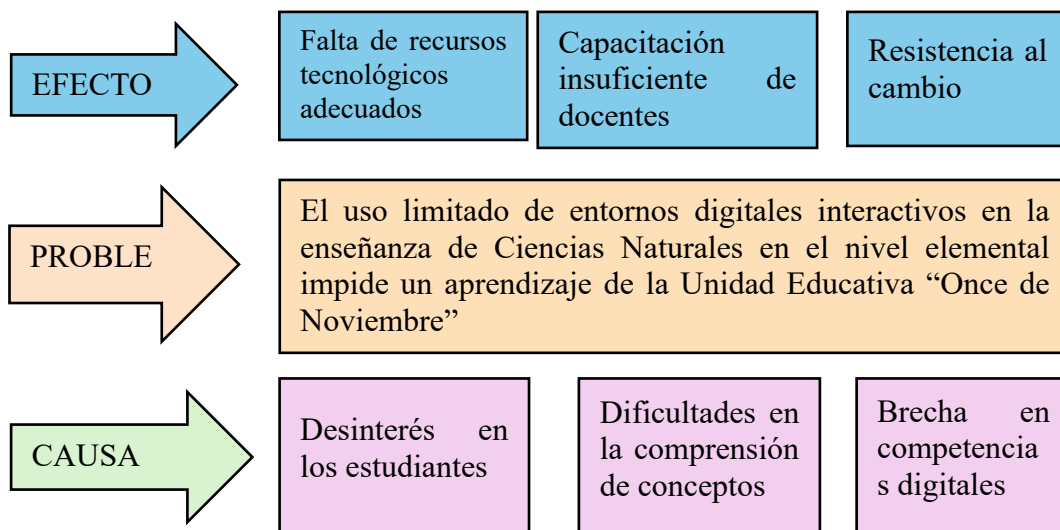 EFECTO
Falta de recursos
tecnológicos
adecuados
Capacitación
insuficiente de
docentes
Resistencia al
cambio
PROBLE
El uso limitado de entornos digitales interactivos en la
enseñanza de Ciencias Naturales en el nivel elemental
impide un aprendizaje de la Unidad Educativa “Once de
Noviembre”
CAUSA
Desinterés en
los estudiantes
Dificultades en
la comprensión
de conceptos
Brecha en
competencia
s digitales